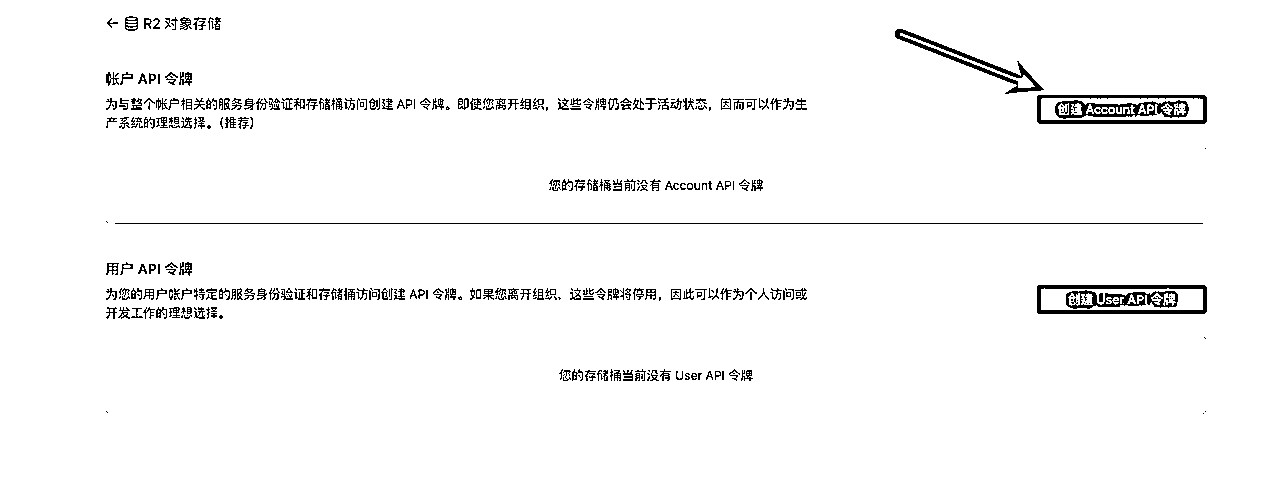 ← R2 对象存储
帐户 API 令牌
为与整个帐户相关的服务身份验证和存储桶访问创建 API 令牌。即使您离开组织，这些令牌仍会处于活动状态，因而可以作为生
产系统的理想选择。(推荐)
创建 Account API 令牌
您的存储桶当前没有 Account API 令牌
用户 API 令牌
为您的用户帐户特定的服务身份验证和存储桶访问创建 API 令牌。如果您离开组织、这些令牌将停用，因此可以作为个人访问或
开发工作的理想选择。
创建 User API 令牌
您的存储桶当前没有 User API 令牌